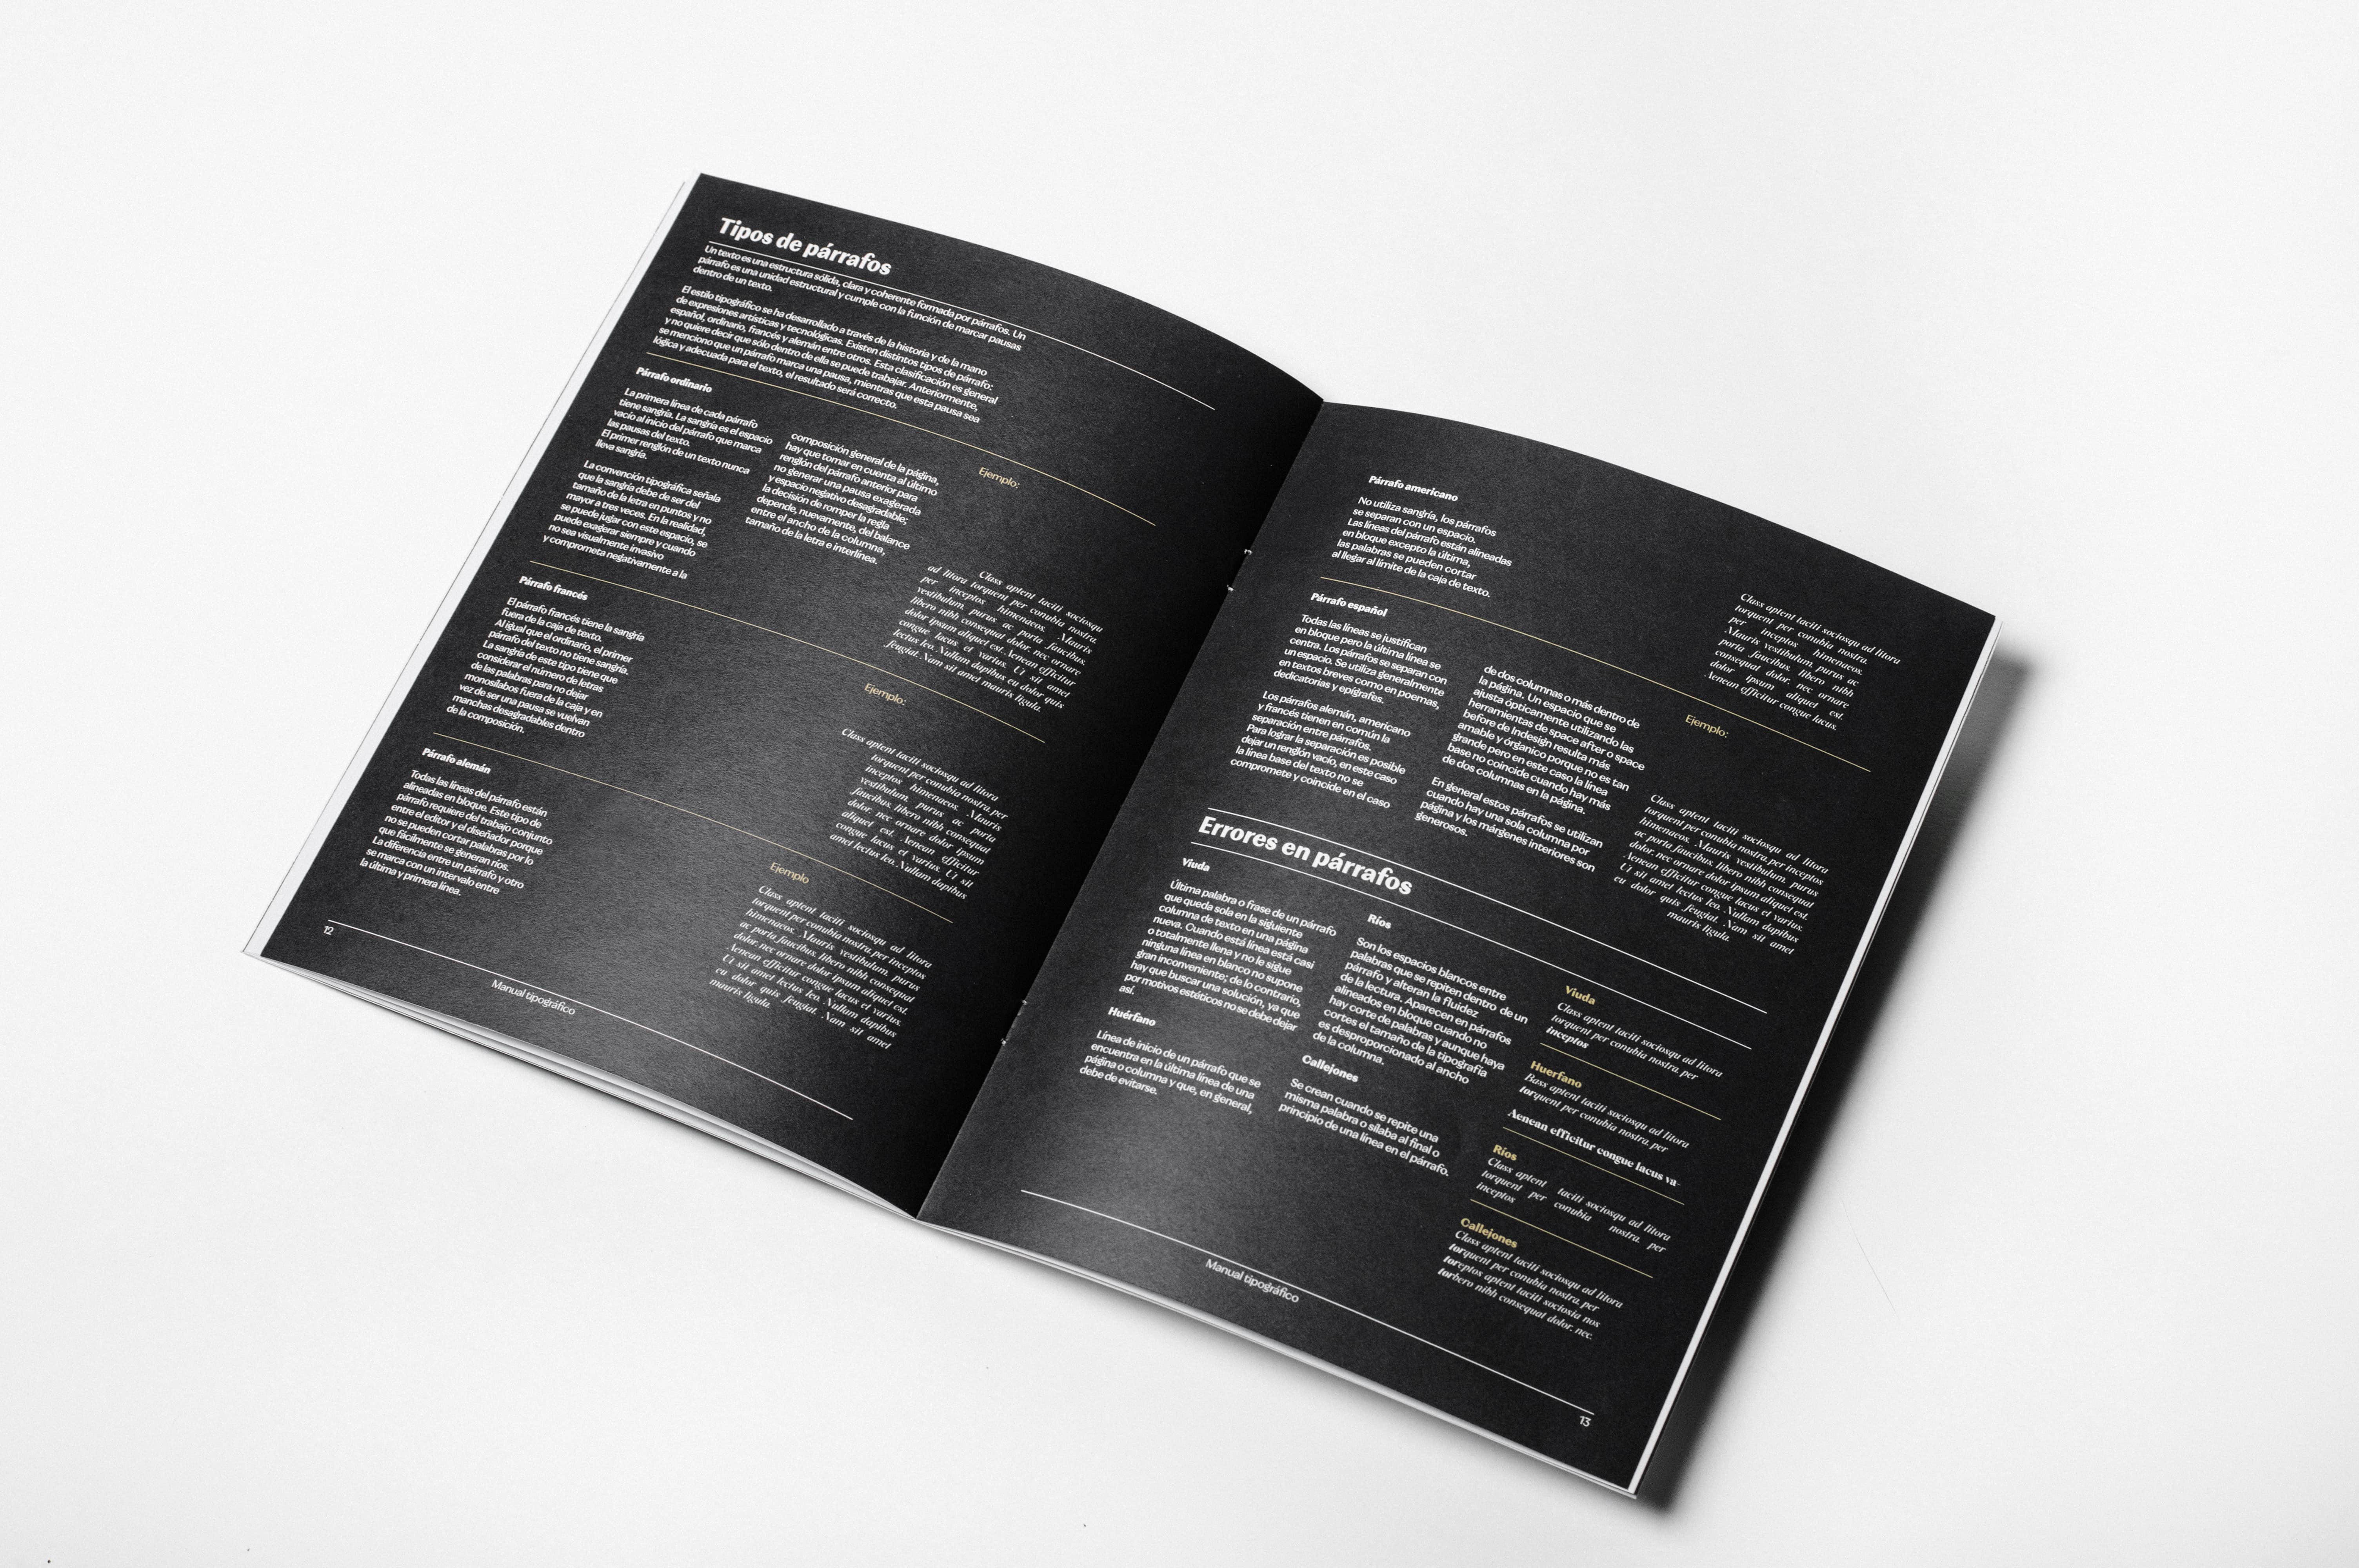 Tipos de párrafos
Un texto es una estructura sólida, clara y coherente formada por párrafos. Un
párrafo es una unidad estructural y cumple con la función de marcar pausas
dentro de un texto.
El estilo tipográfico se ha desarrollado a través de la historia y de la mano
de expresiones artísticas y tecnológicas. Existen distintos tipos de párrafo:
español, ordinario, francés y alemán entre otros. Esta clasificación es general
y no quiere decir que sólo dentro de ella se puede trabajar. Anteriormente,
se menciono que un párrafo marca una pausa, mientras que esta pausa sea
lógica y adecuada para el texto, el resultado será correcto.
Párrafo ordinario
La primera línea de cada párrafo
tiene sangría. La sangría es el espacio
vacío al inicio del párrafo que marca
las pausas del texto.
El primer renglón de un texto nunca
lleva sangría.
La convención tipográfica señala
que la sangría debe de ser del
tamaño de la letra en puntos y no
mayor a tres veces. En la realidad,
se puede jugar con este espacio, se
puede exagerar siempre y cuando
no sea visualmente invasivo
y comprometa negativamente a la
composición general de la página,
hay que tomar en cuenta al último
renglón del párrafo anterior para
no generar una pausa exagerada
y espacio negativo desagradable;
la decisión de romper la regla
depende, nuevamente, del balance
entre el ancho de la columna,
tamaño de la letra e interlínea.
Ejemplo:
Class aptent taciti sociosqu
ad litora torquent per conubia nostra
per inceptos himenaeos. Mauris
vestibulum, purus ac porta faucibus,
libero nibh consequat dolor, nec ornare
dolor ipsum aliquet est. Aenean efficitur
congue lacus et varius. Ut sit amet
lectus leo. Nullam dapibus eu dolor quis
feugiat. Nam sit amet mauris ligula.
Párrafo francés
El párrafo francés tiene la sangría
fuera de la caja de texto.
Al igual que el ordinario, el primer
párrafo del texto no tiene sangría.
La sangría de este tipo tiene que
considerar el número de letras
de las palabras para no dejar
monosílabos fuera de la caja y en
vez de ser una pausa se vuelvan
manchas desagradables dentro
de la composición.
Ejemplo:
Class aptent taciti sociosqu ad litora
torquent per conubia nostra, per
inceptos himenaeos. Mauris
vestibulum, purus ac porta
faucibus, libero nibh consequat
dolor, nec ornare dolor ipsum
aliquet est. Aenean efficitur
congue lacus et varius. Ut sit
amet lectus leo. Nullam dapibus
Párrafo alemán
Todas las líneas del párrafo están
alineadas en bloque. Este tipo de
párrafo requiere del trabajo conjunto
entre el editor y el diseñador porque
no se pueden cortar palabras por lo
que fácilmente se generan ríos.
La diferencia entre un párrafo y otro
se marca con un intervalo entre
la última y primera línea.
Ejemplo
Class aptent taciti sociosqu ad litora
torquent per conubia nostra, per inceptos
himenaeos. Mauris vestibulum, purus
ac porta faucibus, libero nibh consequat
dolor, nec ornare dolor ipsum aliquet est.
Aenean efficitur congue lacus et varius.
Ut sit amet lectus leo. Nullam dapibus
eu dolor quis feugiat. Nam sit amet
mauris ligula.
12
Manual tipográfico
Párrafo americano
No utiliza sangría, los párrafos
se separan con un espacio.
Las líneas del párrafo están alineadas
en bloque excepto la última,
las palabras se pueden cortar
al llegar al límite de la caja de texto.
Class aptent taciti sociosqu ad litora
torquent per conubia nostra,
per inceptos himenaeos.
Mauris vestibulum purus ac
porta faucibus, libero nibh
consequat dolor, nec ornare
dolor ipsum aliquet est.
Aenean efficitur congue lacus.
Párrafo español
Todas las líneas se justifican
en bloque pero la última línea se
centra. Los párrafos se separan con
un espacio. Se utiliza generalmente
en textos breves como en poemas,
dedicatorias y epígrafes.
Los párrafos alemán, americano
y francés tienen en común la
separación entre párrafos.
Para lograr la separación es posible
dejar un renglón vacío, en este caso
la línea base del texto no se
compromete y coincide en el caso
de dos columnas o más dentro de
la página. Un espacio que se
ajusta ópticamente utilizando las
herramientas de space after o space
before de Indesign resulta más
amable y órganico porque no es tan
grande pero en este caso la línea
base no coincide cuando hay más
de dos columnas en la página.
En general estos párrafos se utilizan
cuando hay una sola columna por
página y los márgenes interiores son
generosos.
Ejemplo:
Class aptent taciti sociosqu ad litora
torquent per conubia nostra, per inceptos
himenaeos. Mauris vestibulum, purus
ac porta faucibus, libero nibh consequat
dolor, nec ornare dolor ipsum aliquet est.
Aenean efficitur congue lacus et varius.
Ut sit amet lectus leo. Nullam dapibus
eu dolor quis feugiat. Nam sit amet
mauris ligula.
Errores en párrafos
Viuda
Última palabra o frase de un párrafo
que queda sola en la siguiente
columna de texto en una página
nueva. Cuando está línea está casi
o totalmente llena y no le sigue
ninguna línea en blanco no supone
gran inconveniente; de lo contrario,
hay que buscar una solución, ya que
por motivos estéticos no se debe dejar
así.
Huérfano
Línea de inicio de un párrafo que se
encuentra en la última línea de una
página o columna y que, en general,
debe de evitarse.
Ríos
Son los espacios blancos entre
palabras que se repiten dentro de un
párrafo y alteran la fluidez
de la lectura. Aparecen en párrafos
alineados en bloque cuando no
hay corte de palabras y aunque haya
cortes el tamaño de la tipografía
es desproporcionado al ancho
de la columna.
Callejones
Se crean cuando se repite una
misma palabra o sílaba al final o
principio de una línea en el párrafo.
Viuda
Class aptent taciti sociosqu ad litora
torquent per conubia nostra, per
inceptos
Huerfano
Bass aptent taciti sociosqu ad litora
torquent per conubia nostra, per
Aenean efficitur congue lacus va-
Ríos
Class aptent taciti sociosqu ad litora
torquent per conubia nostra, per
inceptos
Callejones
Class aptent taciti sociosqu ad litora
torquent per conubia nostra, per
torceptos aptent taciti sociosia nos
torbero nibh consequat dolor, nec.
Manual tipográfico
13